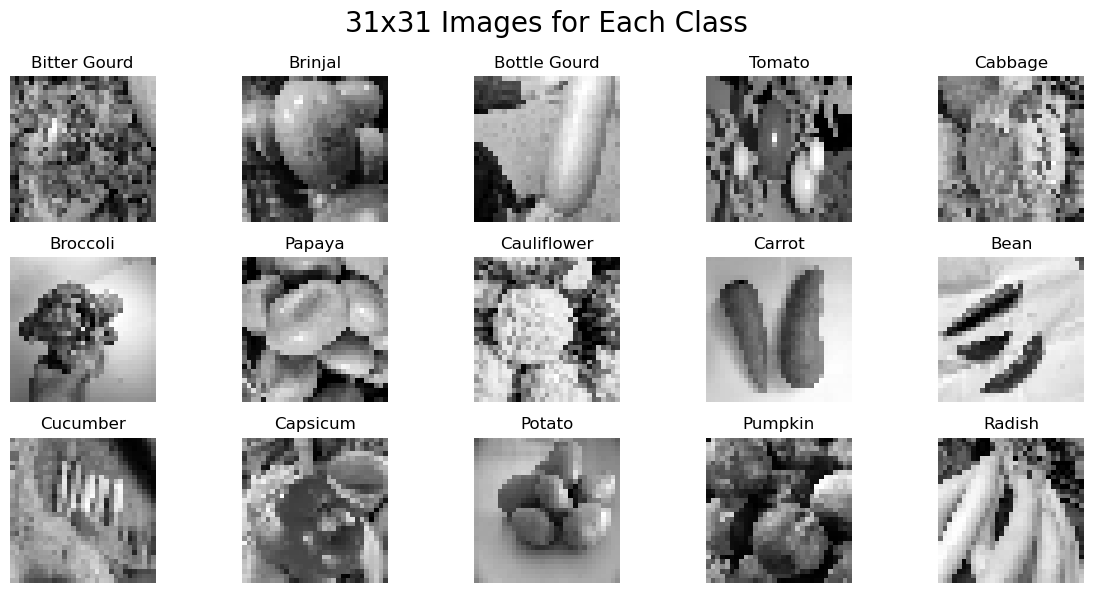 31x31 Images for Each Class
Bitter Gourd
Brinjal
Bottle Gourd
Tomato
Cabbage
Broccoli
Papaya
Cauliflower
Carrot
Bean
Cucumber
Capsicum
Potato
Pumpkin
Radish